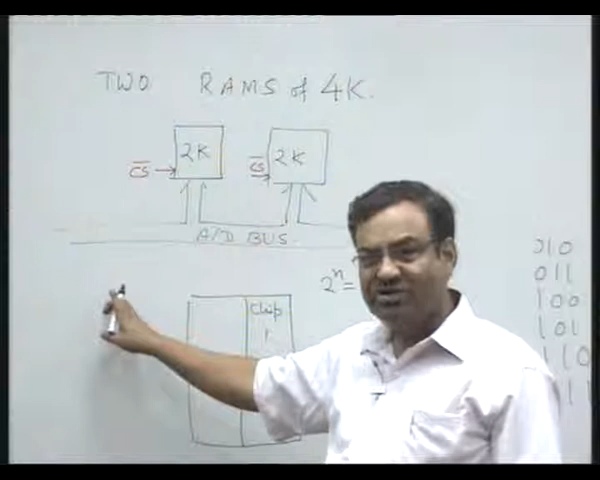 TWO RAMS of 4K.
2K 2K
CS CS
A/D BUS
2ⁿ=
Chip
1
010
011
100
101
110